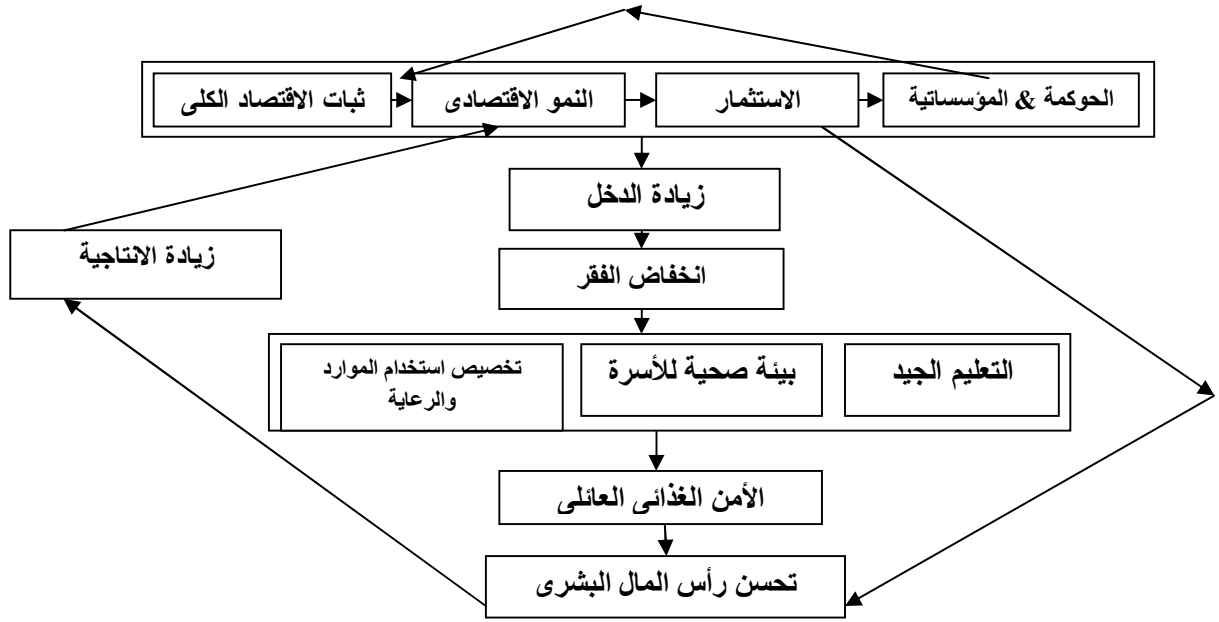 الحوكمة & المؤسساتية
الاستثمار
النمو الاقتصادى
ثبات الاقتصاد الكلى
زيادة الدخل
زيادة الانتاجية
انخفاض الفقر
التعليم الجيد
بيئة صحية للأسرة
تخصيص استخدام الموارد
والرعاية
الأمن الغذائى العائلى
تحسن رأس المال البشرى